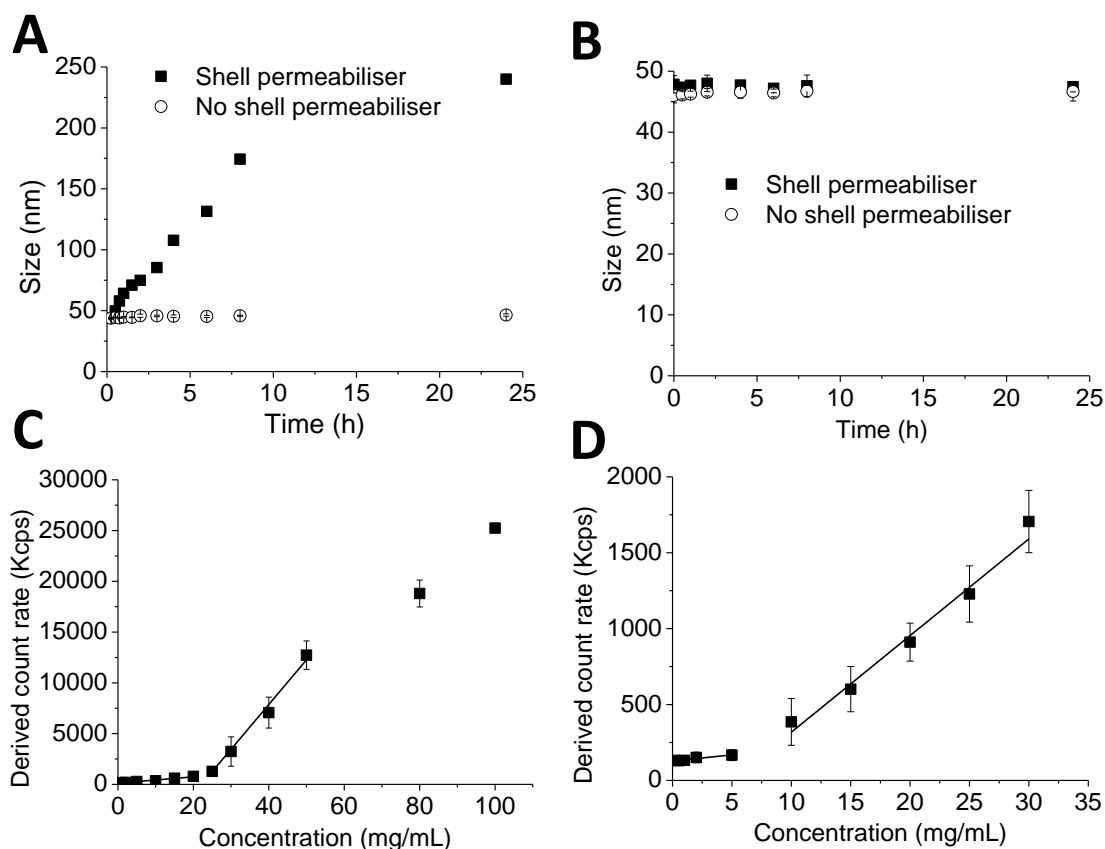 A
250
200
150
100
50
0
Size (nm)
Shell permeabiliser
No shell permeabiliser
0 5 10 15 20 25
Time (h)
B
50
40
30
20
10
0
Size (nm)
Shell permeabiliser
No shell permeabiliser
0 5 10 15 20 25
Time (h)
C
30000
25000
20000
15000
10000
5000
0
Derived count rate (Kcps)
0 20 40 60 80 100
Concentration (mg/mL)
D
2000
1500
1000
500
0
Derived count rate (Kcps)
0 5 10 15 20 25 30 35
Concentration (mg/mL)